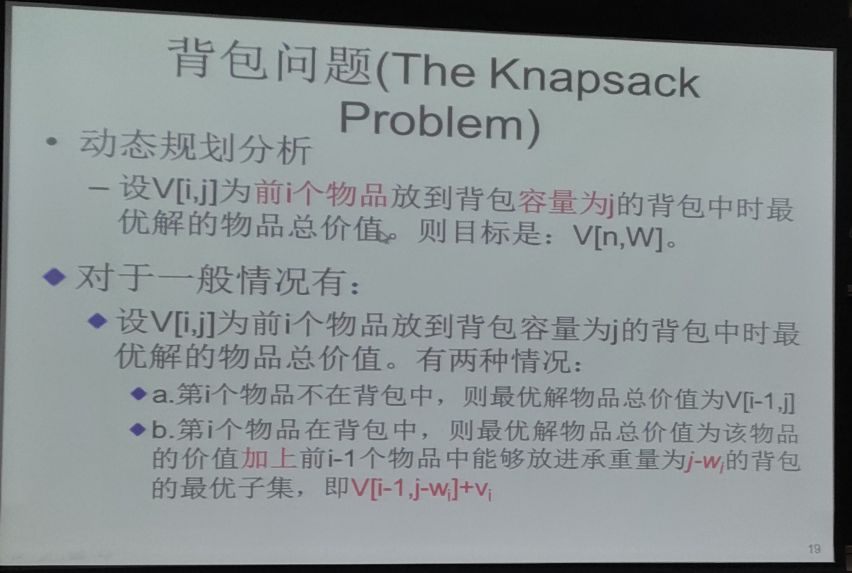 背包问题(The Knapsack
Problem)
• 动态规划分析
– 设V[i,j]为前i个物品放到背包容量为j的背包中时最
优解的物品总价值。则目标是：V[n,W]。
◆ 对于一般情况有：
◆ 设V[i,j]为前i个物品放到背包容量为j的背包中时最
优解的物品总价值。有两种情况：
◆ a.第i个物品不在背包中，则最优解物品总价值为V[i-1,j]
◆ b.第i个物品在背包中，则最优解物品总价值为该物品
的价值加上前i-1个物品中能够放进承重量为j-wi的背包
的最优子集，即V[i-1,j-wi]+vi
19